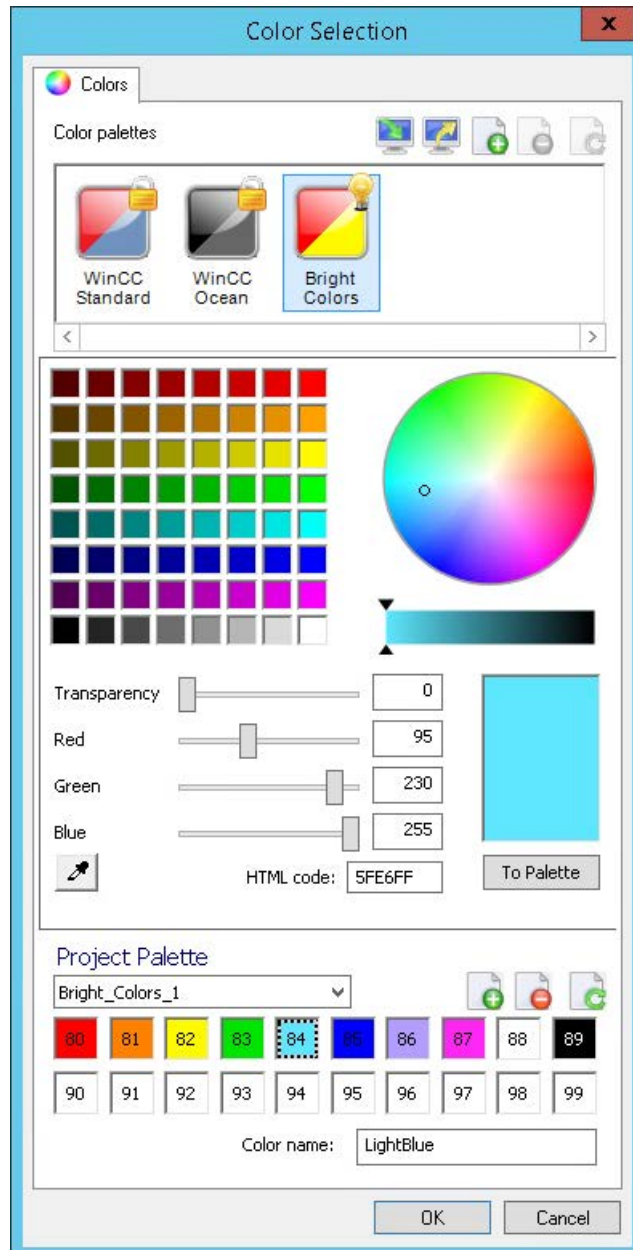 Color Selection
x
Colors
Color palettes
WinCC
Standard
WinCC
Ocean
Bright
Colors
Transparency 0
Red 95
Green 230
Blue 255
HTML code: 5FE6FF
To Palette
Project Palette
Bright_Colors_1
80 81 82 83 84 85 86 87 88 89
90 91 92 93 94 95 96 97 98 99
Color name: LightBlue
OK Cancel